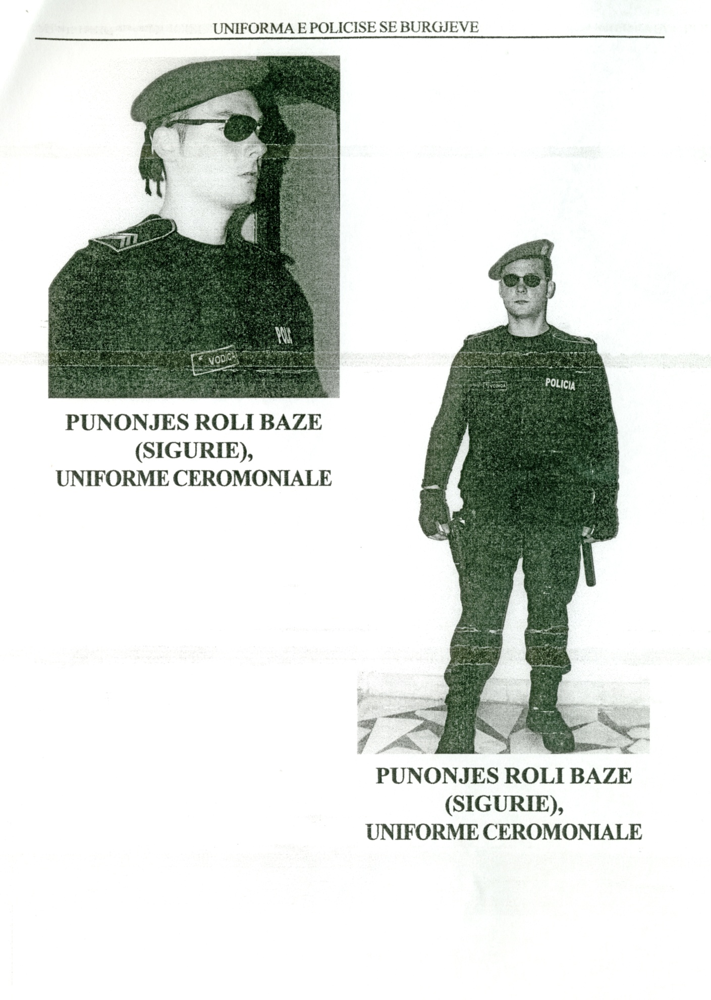 UNIFORMA E POLICISE SE BURGJEVE
POLIC
VODICA
PUNONJES ROLI BAZE
(SIGURIE),
UNIFORME CEROMONIALE
POLICIA
VODICA
PUNONJES ROLI BAZE
(SIGURIE),
UNIFORME CEROMONIALE